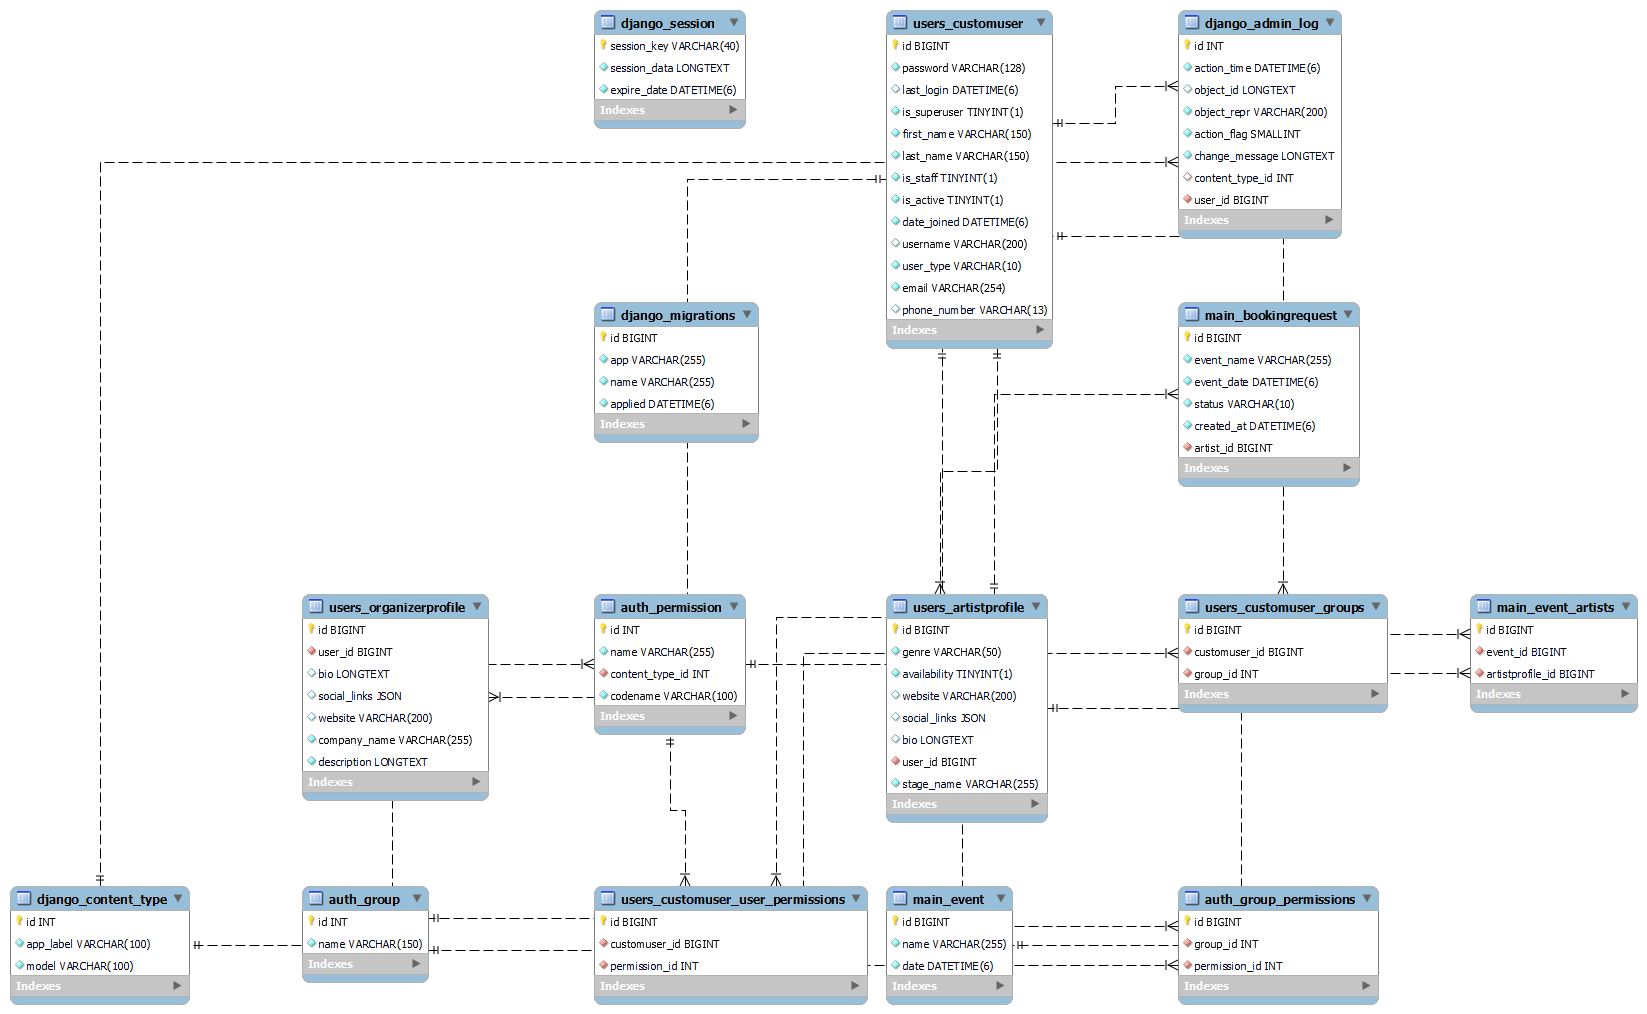 django_session
session_key VARCHAR(40)
session_data LONGTEXT
expire_date DATETIME(6)
Indexes
users_customuser
id BIGINT
password VARCHAR(128)
last_login DATETIME(6)
is_superuser TINYINT(1)
first_name VARCHAR(150)
last_name VARCHAR(150)
is_staff TINYINT(1)
is_active TINYINT(1)
date_joined DATETIME(6)
username VARCHAR(200)
user_type VARCHAR(10)
email VARCHAR(254)
phone_number VARCHAR(13)
Indexes
django_admin_log
id INT
action_time DATETIME(6)
object_id LONGTEXT
object_repr VARCHAR(200)
action_flag SMALLINT
change_message LONGTEXT
content_type_id INT
user_id BIGINT
Indexes
django_migrations
id BIGINT
app VARCHAR(255)
name VARCHAR(255)
applied DATETIME(6)
Indexes
main_bookingrequest
id BIGINT
event_name VARCHAR(255)
event_date DATETIME(6)
status VARCHAR(10)
created_at DATETIME(6)
artist_id BIGINT
Indexes
users_organizerprofile
id BIGINT
user_id BIGINT
bio LONGTEXT
social_links JSON
website VARCHAR(200)
company_name VARCHAR(255)
description LONGTEXT
Indexes
auth_permission
id INT
name VARCHAR(255)
content_type_id INT
codename VARCHAR(100)
Indexes
users_artistprofile
id BIGINT
genre VARCHAR(50)
availability TINYINT(1)
website VARCHAR(200)
social_links JSON
bio LONGTEXT
user_id BIGINT
stage_name VARCHAR(255)
Indexes
users_customuser_groups
id BIGINT
customuser_id BIGINT
group_id INT
Indexes
main_event_artists
id BIGINT
event_id BIGINT
artistprofile_id BIGINT
Indexes
django_content_type
id INT
app_label VARCHAR(100)
model VARCHAR(100)
Indexes
auth_group
id INT
name VARCHAR(150)
Indexes
users_customuser_user_permissions
id BIGINT
customuser_id BIGINT
permission_id INT
Indexes
main_event
id BIGINT
name VARCHAR(255)
date DATETIME(6)
Indexes
auth_group_permissions
id BIGINT
group_id INT
permission_id INT
Indexes